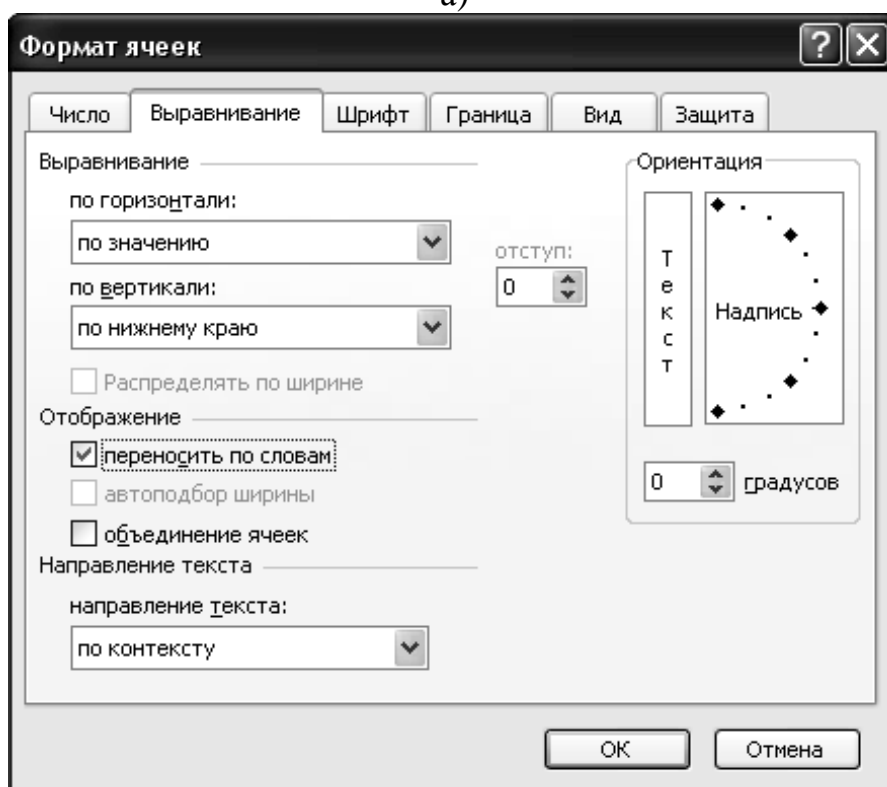 а)
Формат ячеек
Число Выравнивание Шрифт Граница Вид Защита
Выравнивание
по горизонтали:
по значению
отступ:
0
по вертикали:
по нижнему краю
Распределять по ширине
Отображение
переносить по словам
автоподбор ширины
объединение ячеек
Направление текста
направление текста:
по контексту
Ориентация
Текст
Надпись
0 градусов
ОК Отмена